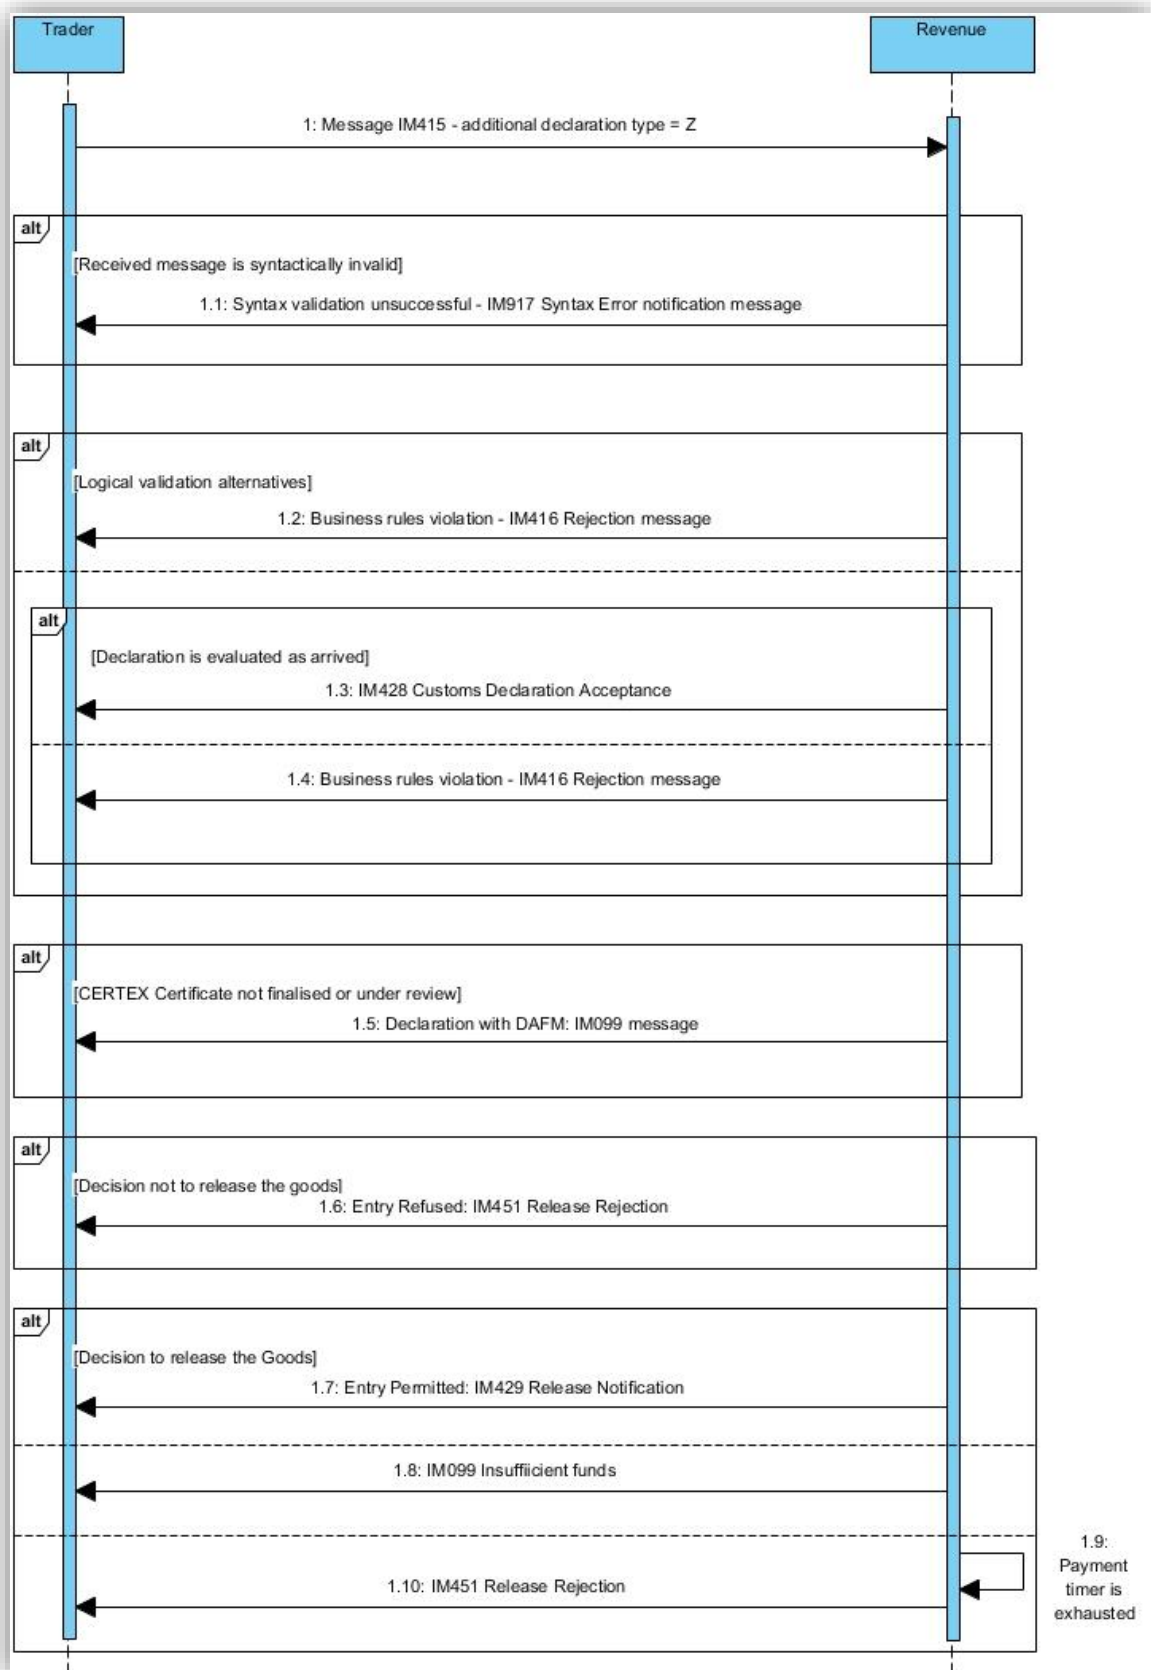 Trader
Revenue
1: Message IM415 - additional declaration type = Z
alt
[Received message is syntactically invalid]
1.1: Syntax validation unsuccessful - IM917 Syntax Error notification message
alt
[Logical validation alternatives]
1.2: Business rules violation - IM416 Rejection message
alt
[Declaration is evaluated as arrived]
1.3: IM428 Customs Declaration Acceptance
1.4: Business rules violation - IM416 Rejection message
alt
[CERTEX Certificate not finalised or under review]
1.5: Declaration with DAFM: IM099 message
alt
[Decision not to release the goods]
1.6: Entry Refused: IM451 Release Rejection
alt
[Decision to release the Goods]
1.7: Entry Permitted: IM429 Release Notification
1.8: IM099 Insuffiicient funds
1.9:
Payment
timer is
exhausted
1.10: IM451 Release Rejection